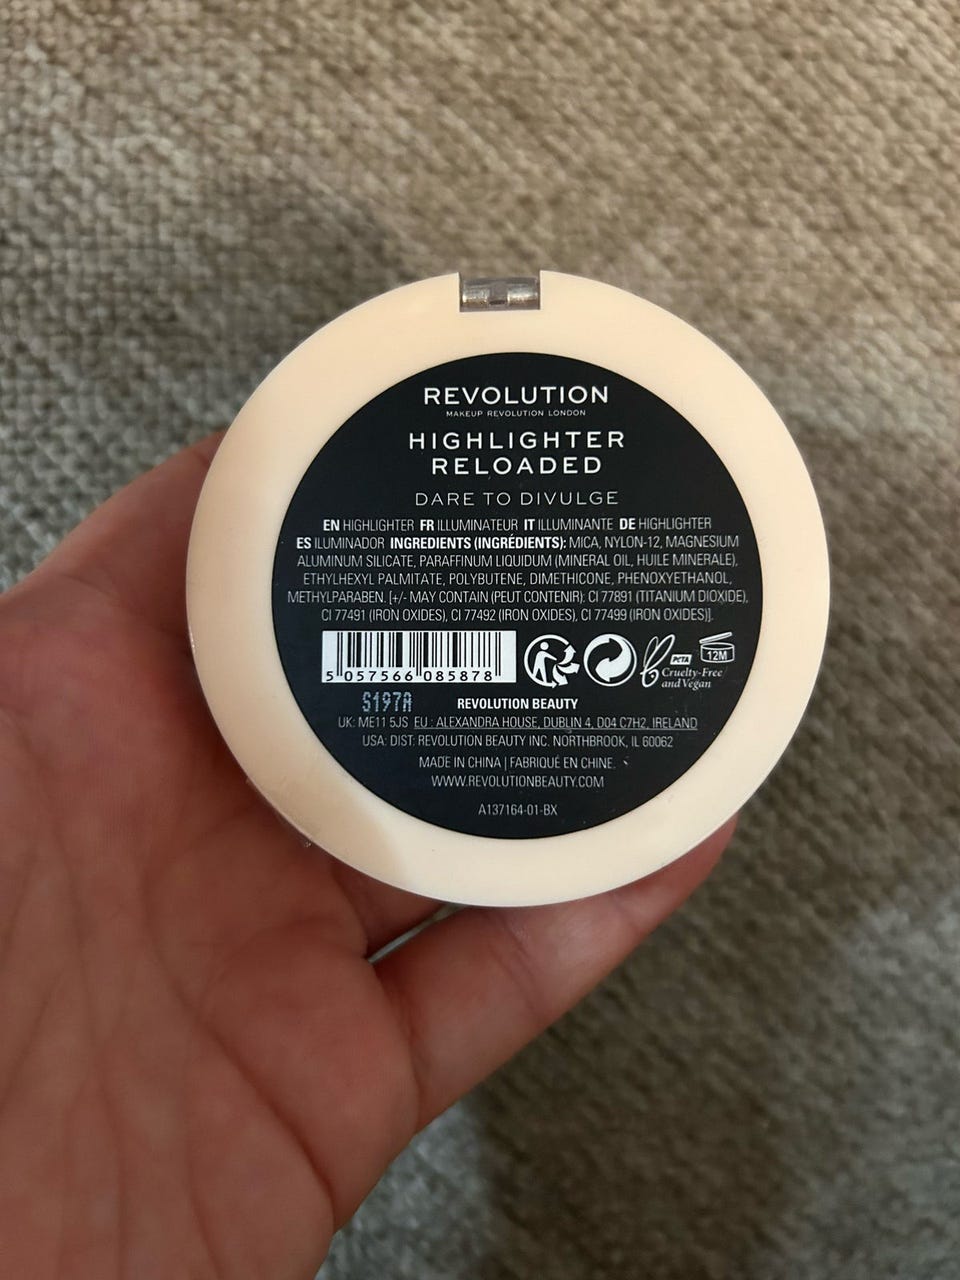 REVOLUTION
MAKEUP REVOLUTION LONDON
HIGHLIGHTER
RELOADED
DARE TO DIVULGE
EN HIGHLIGHTER FR ILLUMINATEUR IT ILLUMINANTE DE HIGHLIGHTER
ES ILUMINADOR INGREDIENTS (INGRÉDIENTS): MICA, NYLON-12, MAGNESIUM
ALUMINUM SILICATE, PARAFFINUM LIQUIDUM (MINERAL OIL, HUILE MINERALE),
ETHYLHEXYL PALMITATE, POLYBUTENE, DIMETHICONE, PHENOXYETHANOL,
METHYLPARABEN. [+/- MAY CONTAIN (PEUT CONTENIR): CI 77891 (TITANIUM DIOXIDE),
CI 77491 (IRON OXIDES), CI 77492 (IRON OXIDES), CI 77499 (IRON OXIDES)].
5 057566 085878
PETA
Cruelty-Free
and Vegan
12M
S197A
REVOLUTION BEAUTY
UK: ME11 5JS EU: ALEXANDRA HOUSE, DUBLIN 4, D04 C7H2, IRELAND
USA: DIST: REVOLUTION BEAUTY INC. NORTHBROOK, IL 60062
MADE IN CHINA | FABRIQUÉ EN CHINE.
WWW.REVOLUTIONBEAUTY.COM
A137164-01-BX